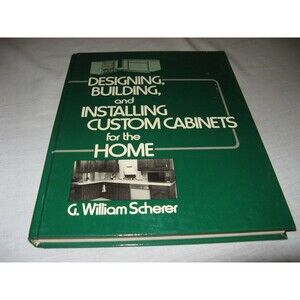 DESIGNING,
BUILDING,
and
INSTALLING
CUSTOM CABINETS
for the
HOME
G. William Scherer